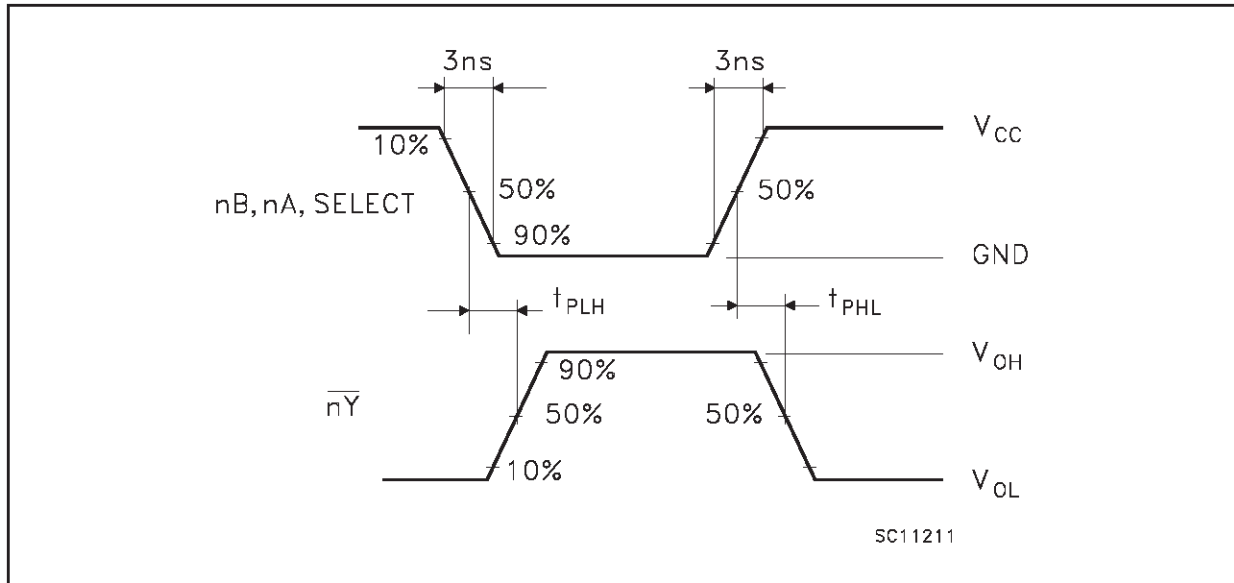 3ns 3ns
10% V_CC
nB, nA, SELECT 50% 50%
90% GND
t_PLH t_PHL
90% V_OH
n̅Y̅ 50% 50%
10% V_OL
SC11211